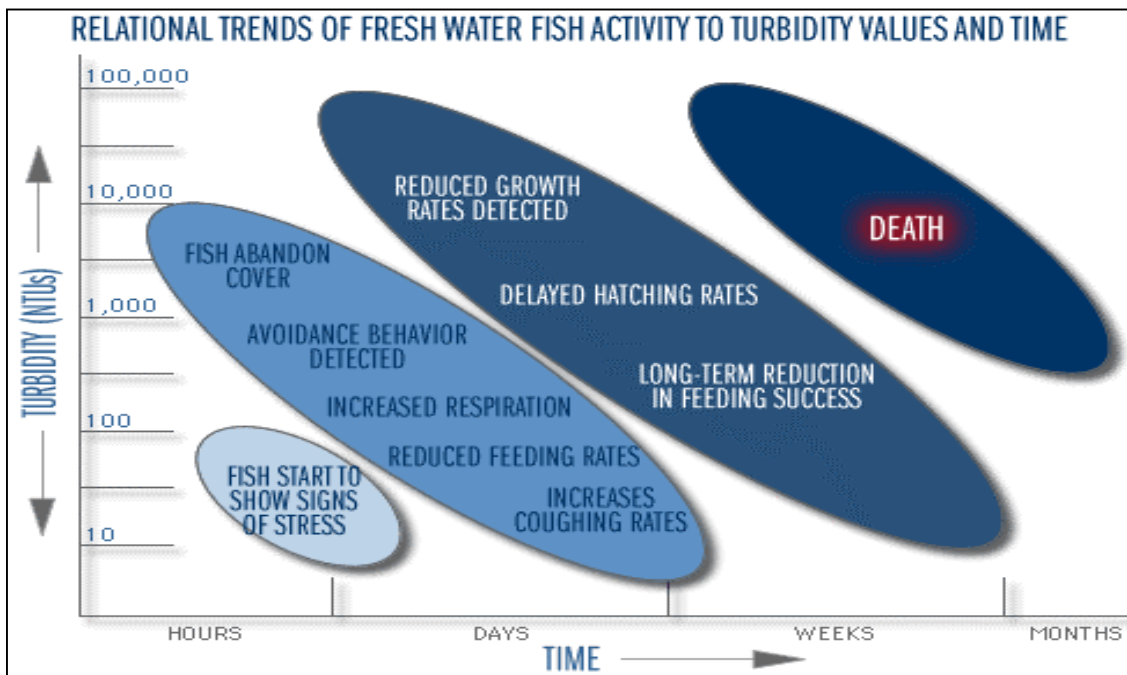 RELATIONAL TRENDS OF FRESH WATER FISH ACTIVITY TO TURBIDITY VALUES AND TIME
100,000
10,000
1,000
100
10
TURBIDITY (NTUs)
FISH ABANDON
COVER
AVOIDANCE BEHAVIOR
DETECTED
INCREASED RESPIRATION
REDUCED FEEDING RATES
INCREASES
COUGHING RATES
FISH START TO
SHOW SIGNS
OF STRESS
REDUCED GROWTH
RATES DETECTED
DELAYED HATCHING RATES
LONG-TERM REDUCTION
IN FEEDING SUCCESS
DEATH
HOURS
DAYS
WEEKS
MONTHS
TIME